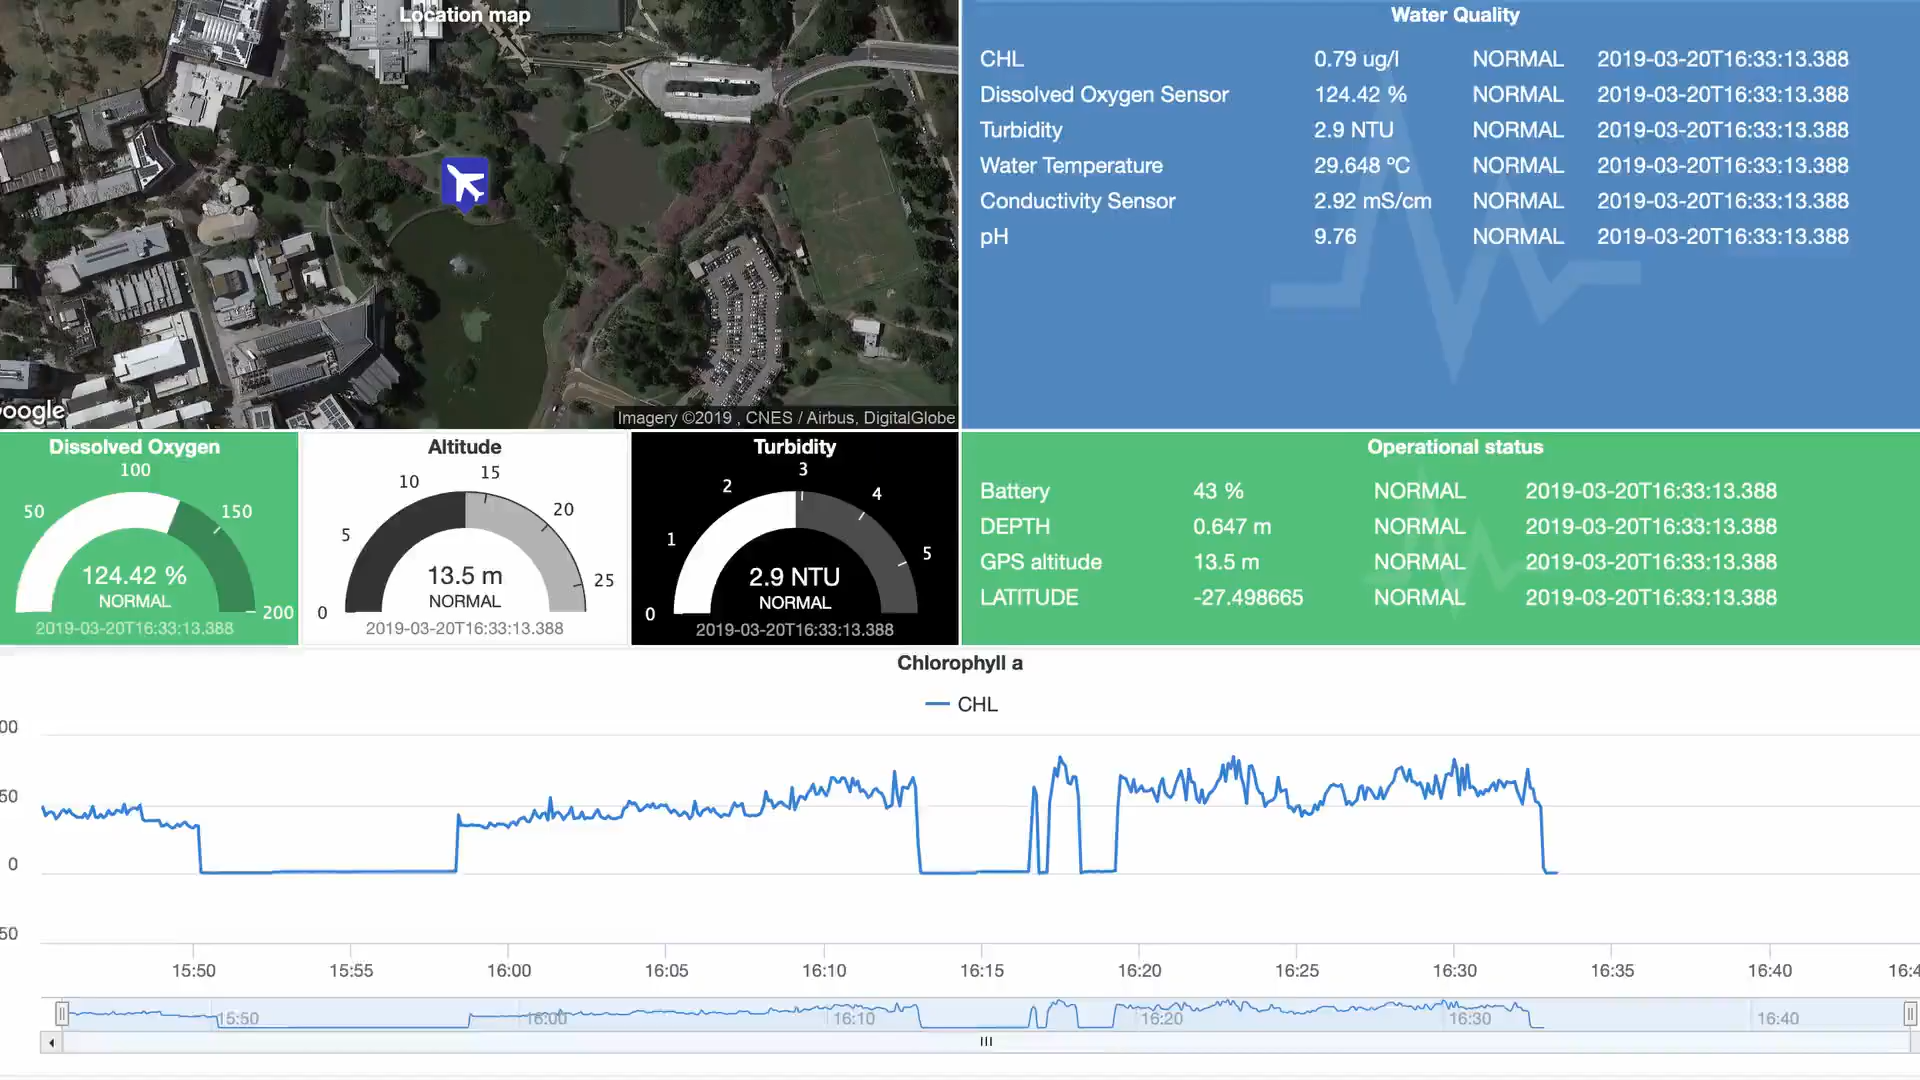 Location map
oogle
Imagery ©2019 , CNES / Airbus, DigitalGlobe
Water Quality
CHL 0.79 ug/l NORMAL 2019-03-20T16:33:13.388
Dissolved Oxygen Sensor 124.42 % NORMAL 2019-03-20T16:33:13.388
Turbidity 2.9 NTU NORMAL 2019-03-20T16:33:13.388
Water Temperature 29.648 ºC NORMAL 2019-03-20T16:33:13.388
Conductivity Sensor 2.92 mS/cm NORMAL 2019-03-20T16:33:13.388
pH 9.76 NORMAL 2019-03-20T16:33:13.388
Dissolved Oxygen
100
50 150
124.42 %
NORMAL
200
2019-03-20T16:33:13.388
Altitude
10 15
20
5
13.5 m
25
NORMAL
0
2019-03-20T16:33:13.388
Turbidity
3
2 4
1 5
2.9 NTU
NORMAL
0
2019-03-20T16:33:13.388
Operational status
Battery 43 % NORMAL 2019-03-20T16:33:13.388
DEPTH 0.647 m NORMAL 2019-03-20T16:33:13.388
GPS altitude 13.5 m NORMAL 2019-03-20T16:33:13.388
LATITUDE -27.498665 NORMAL 2019-03-20T16:33:13.388
Chlorophyll a
CHL
00
50
0
50
15:50 15:55 16:00 16:05 16:10 16:15 16:20 16:25 16:30 16:35 16:40 16:4
15:50 16:00 16:10 16:20 16:30 16:40